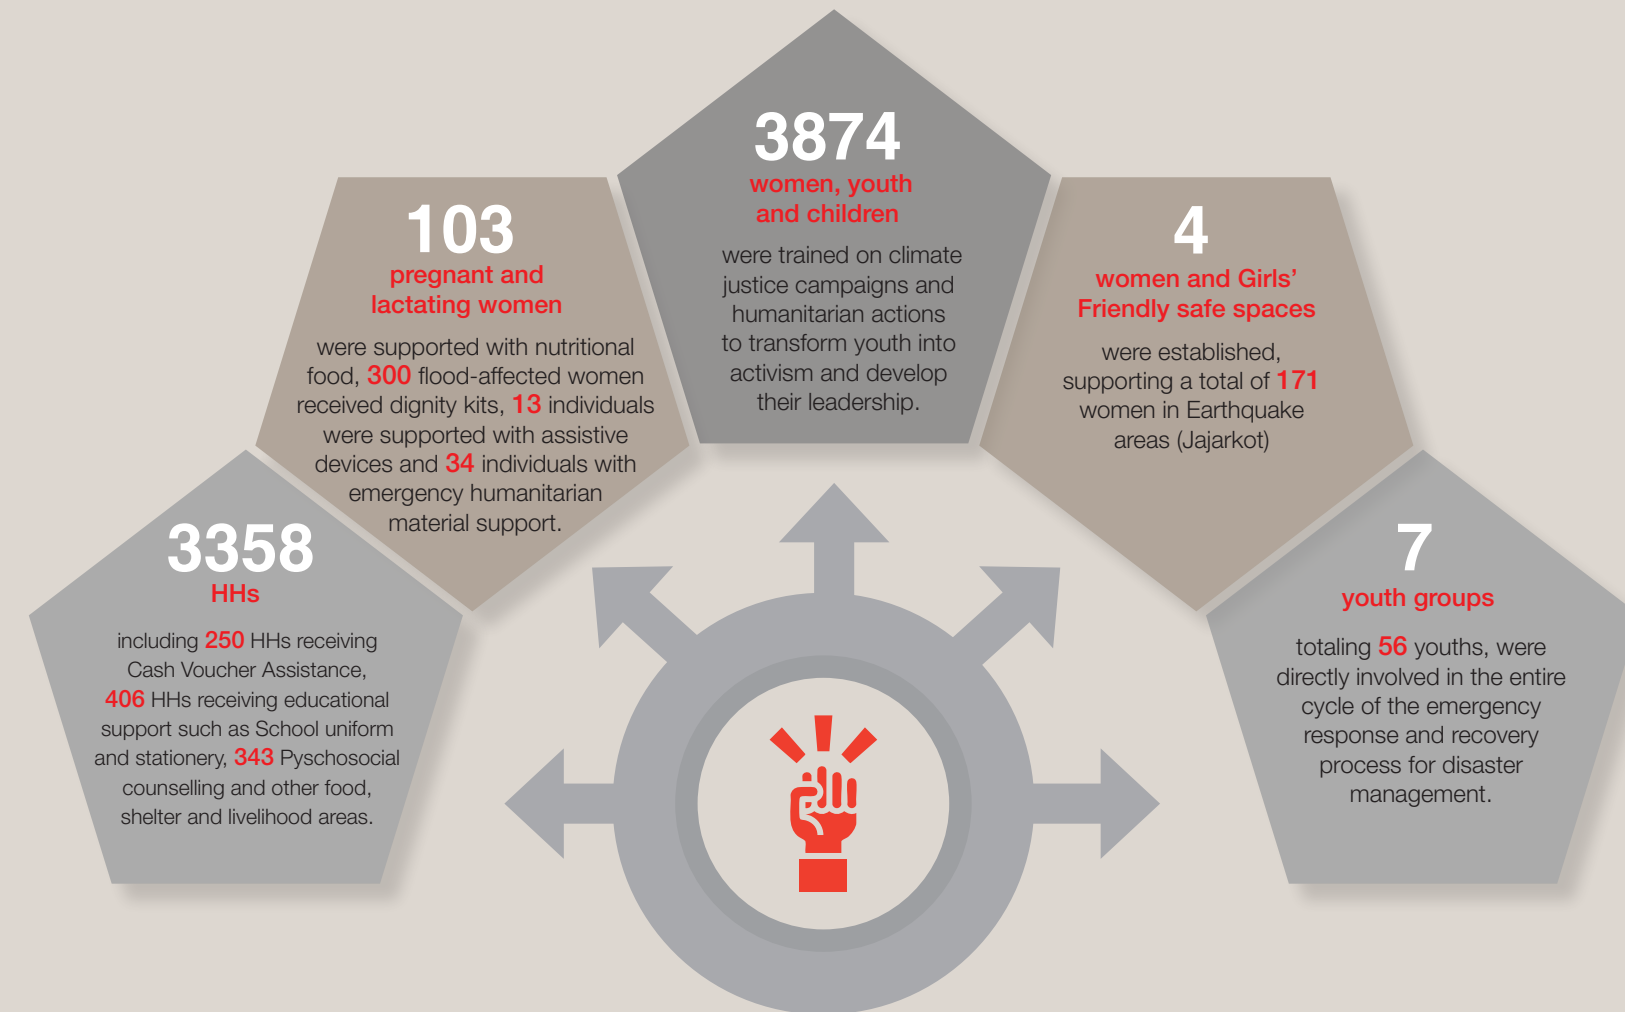 3358
HHs
including 250 HHs receiving
Cash Voucher Assistance,
406 HHs receiving educational
support such as School uniform
and stationery, 343 Pyschosocial
counselling and other food,
shelter and livelihood areas.
103
pregnant and
lactating women
were supported with nutritional
food, 300 flood-affected women
received dignity kits, 13 individuals
were supported with assistive
devices and 34 individuals with
emergency humanitarian
material support.
3874
women, youth
and children
were trained on climate
justice campaigns and
humanitarian actions
to transform youth into
activism and develop
their leadership.
4
women and Girls’
Friendly safe spaces
were established,
supporting a total of 171
women in Earthquake
areas (Jajarkot)
7
youth groups
totaling 56 youths, were
directly involved in the entire
cycle of the emergency
response and recovery
process for disaster
management.